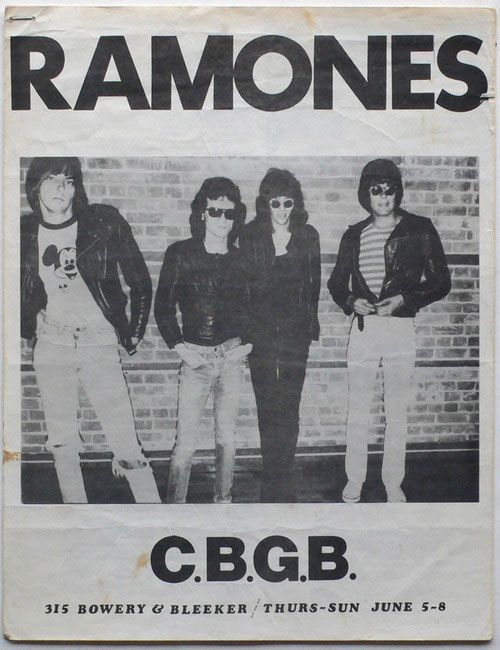 RAMONES
C.B.G.B.
315 BOWERY & BLEEKER / THURS-SUN JUNE 5-8